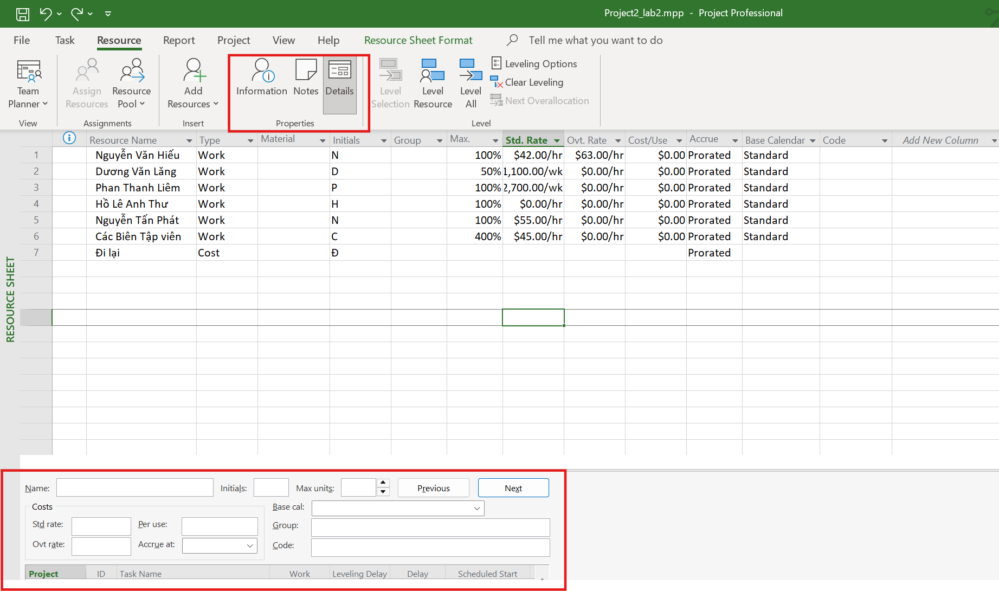 Project2_lab2.mpp - Project Professional
File Task Resource Report Project View Help Resource Sheet Format Tell me what you want to do
Team Planner
View
Assign Resources
Resource Pool
Assignments
Add Resources
Insert
Information
Notes
Details
Properties
Level Selection
Level Resource
Level All
Leveling Options
Clear Leveling
Next Overallocation
Level
Resource Name Type Material Initials Group Max. Std. Rate Ovt. Rate Cost/Use Accrue Base Calendar Code Add New Column
1 Nguyễn Văn Hiếu Work N 100% $42.00/hr $63.00/hr $0.00 Prorated Standard
2 Dương Văn Lăng Work D 50% 1,100.00/wk $0.00/hr $0.00 Prorated Standard
3 Phan Thanh Liêm Work P 100% 2,700.00/wk $0.00/hr $0.00 Prorated Standard
4 Hồ Lê Anh Thư Work H 100% $0.00/hr $0.00/hr $0.00 Prorated Standard
5 Nguyễn Tấn Phát Work N 100% $55.00/hr $0.00/hr $0.00 Prorated Standard
6 Các Biên Tập viên Work C 400% $45.00/hr $0.00/hr $0.00 Prorated Standard
7 Đi lại Cost Đ Prorated
RESOURCE SHEET
Name: Initials: Max units: Previous Next
Costs Base cal:
Std rate: Per use: Group:
Ovt rate: Accrue at: Code:
Project ID Task Name Work Leveling Delay Delay Scheduled Start